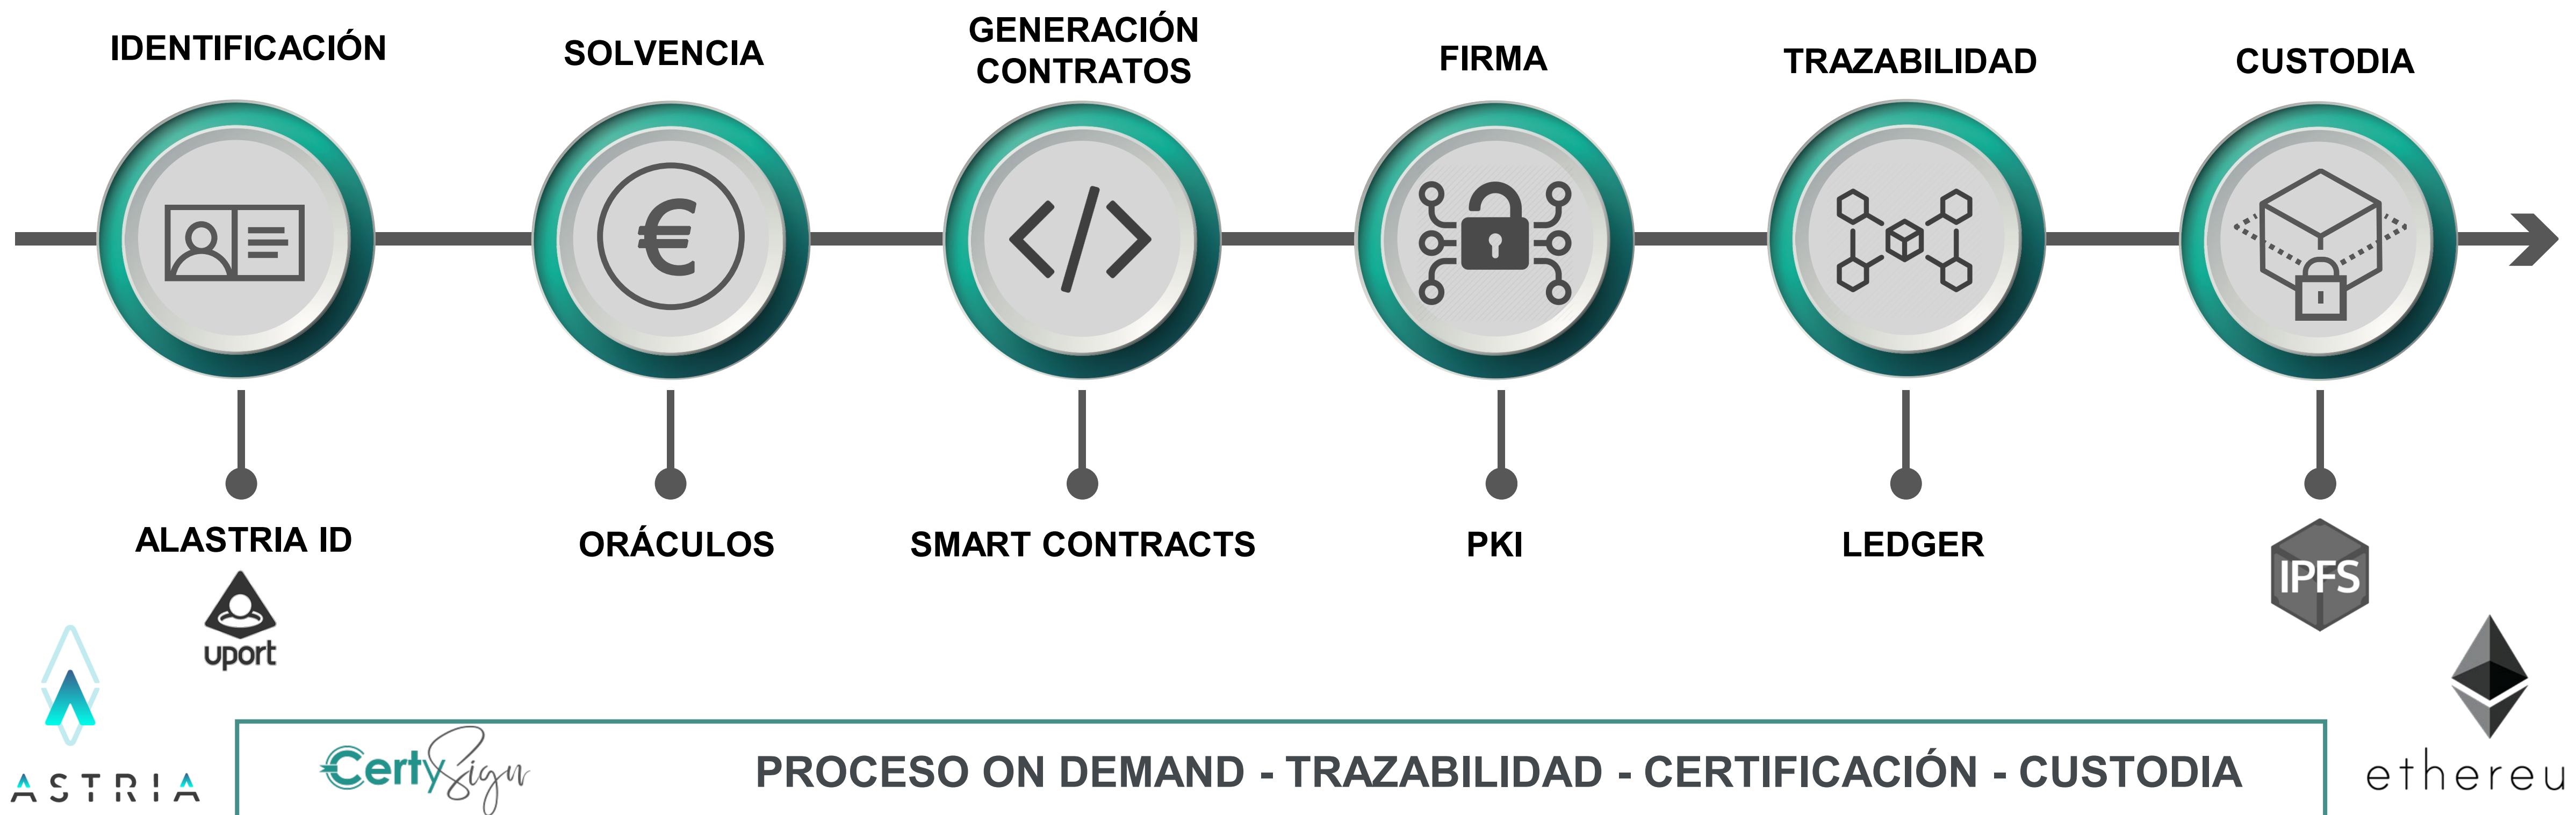 IDENTIFICACIÓN
SOLVENCIA
GENERACIÓN
CONTRATOS
FIRMA
TRAZABILIDAD
CUSTODIA
€
ALASTRIA ID
ORÁCULOS
SMART CONTRACTS
PKI
LEDGER
uport
IPFS
ASTRIA
CertySign
PROCESO ON DEMAND - TRAZABILIDAD - CERTIFICACIÓN - CUSTODIA
ethereu